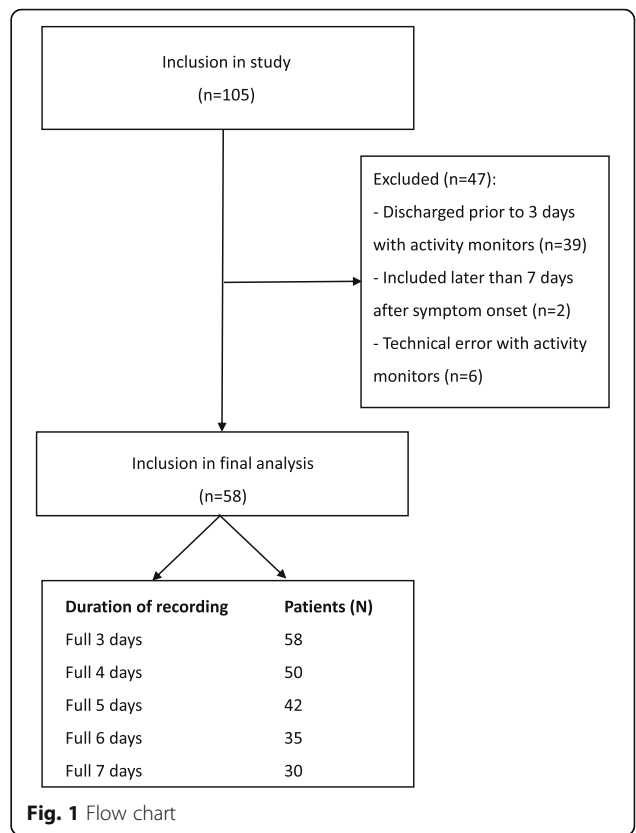 Inclusion in study
(n=105)
Excluded (n=47):
- Discharged prior to 3 days
with activity monitors (n=39)
- Included later than 7 days
after symptom onset (n=2)
- Technical error with activity
monitors (n=6)
Inclusion in final analysis
(n=58)
Duration of recording Patients (N)
Full 3 days 58
Full 4 days 50
Full 5 days 42
Full 6 days 35
Full 7 days 30
Fig. 1 Flow chart